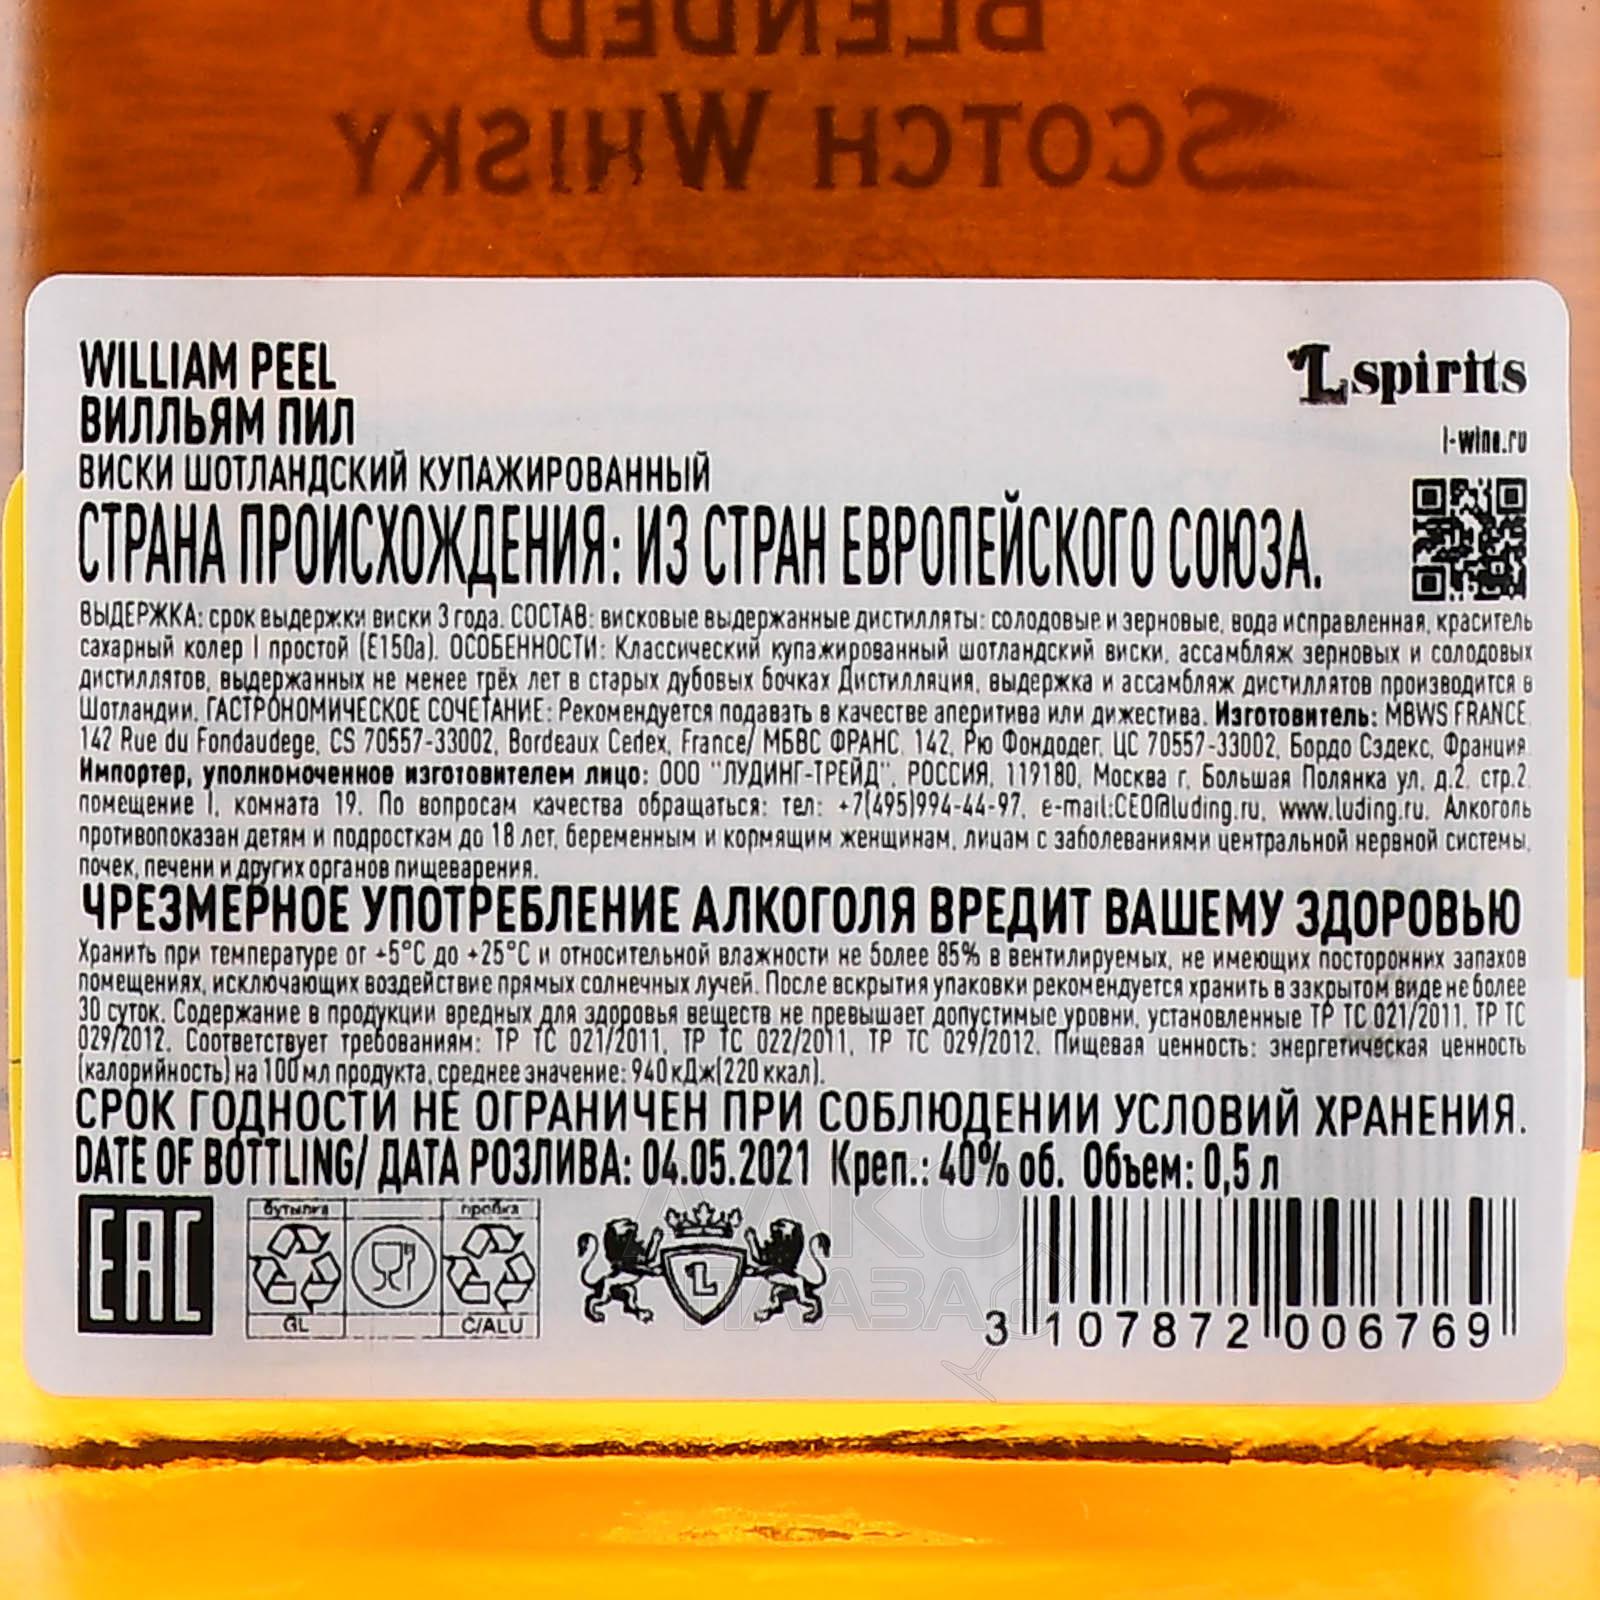 BLENDED
SCOTCH WHISKY
WILLIAM PEEL
ВИЛЛЬЯМ ПИЛ
ВИСКИ ШОТЛАНДСКИЙ КУПАЖИРОВАННЫЙ
Lspirits
l-wine.ru
СТРАНА ПРОИСХОЖДЕНИЯ: ИЗ СТРАН ЕВРОПЕЙСКОГО СОЮЗА.
ВЫДЕРЖКА: срок выдержки виски 3 года. СОСТАВ: висковые выдержанные дистилляты: солодовые и зерновые, вода исправленная, краситель
сахарный колер I простой (E150a). ОСОБЕННОСТИ: Классический купажированный шотландский виски, ассамбляж зерновых и солодовых
дистиллятов, выдержанных не менее трёх лет в старых дубовых бочках Дистилляция, выдержка и ассамбляж дистиллятов производится в
Шотландии. ГАСТРОНОМИЧЕСКОЕ СОЧЕТАНИЕ: Рекомендуется подавать в качестве аперитива или дижестива. Изготовитель: MBWS FRANCE
142 Rue du Fondaudege, CS 70557-33002, Bordeaux Cedex, France/ МБВС ФРАНС, 142, Рю Фондодег, ЦС 70557-33002, Бордо Сэдекс, Франция
Импортер, уполномоченное изготовителем лицо: ООО "ЛУДИНГ-ТРЕЙД", РОССИЯ, 119180, Москва г, Большая Полянка ул, д.2, стр.2,
помещение I, комната 19. По вопросам качества обращаться: тел: +7(495)994-44-97, e-mail:CEO@luding.ru, www.luding.ru. Алкоголь
противопоказан детям и подросткам до 18 лет, беременным и кормящим женщинам, лицам с заболеваниями центральной нервной системы,
почек, печени и других органов пищеварения.
ЧРЕЗМЕРНОЕ УПОТРЕБЛЕНИЕ АЛКОГОЛЯ ВРЕДИТ ВАШЕМУ ЗДОРОВЬЮ
Хранить при температуре от +5°С до +25°С и относительной влажности не более 85% в вентилируемых, не имеющих посторонних запахов
помещениях, исключающих воздействие прямых солнечных лучей. После вскрытия упаковки рекомендуется хранить в закрытом виде не более
30 суток. Содержание в продукции вредных для здоровья веществ не превышает допустимые уровни, установленные ТР ТС 021/2011, ТР ТС
029/2012. Соответствует требованиям: ТР ТС 021/2011, ТР ТС 022/2011, ТР ТС 029/2012. Пищевая ценность: энергетическая ценность
(калорийность) на 100 мл продукта, среднее значение: 940 кДж(220 ккал).
СРОК ГОДНОСТИ НЕ ОГРАНИЧЕН ПРИ СОБЛЮДЕНИИ УСЛОВИЙ ХРАНЕНИЯ.
DATE OF BOTTLING/ ДАТА РОЗЛИВА: 04.05.2021 Креп.: 40% об. Объем: 0,5 л
ЕАС
бутылка
пробка
GL
C/ALU
L
АЛКО
ПЛАЗА
3 107872 006769